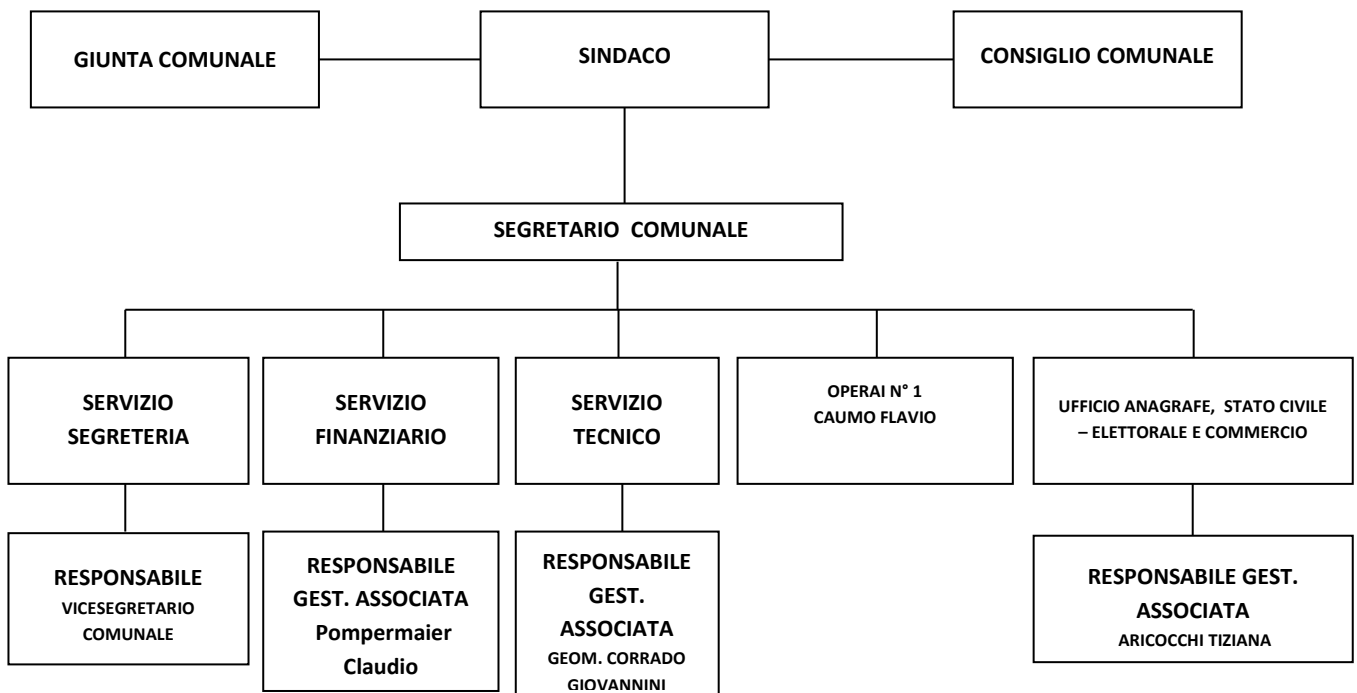 GIUNTA COMUNALE
SINDACO
CONSIGLIO COMUNALE
SEGRETARIO COMUNALE
SERVIZIO
SEGRETERIA
SERVIZIO
FINANZIARIO
SERVIZIO
TECNICO
OPERAI N° 1
CAUMO FLAVIO
UFFICIO ANAGRAFE, STATO CIVILE
– ELETTORALE E COMMERCIO
RESPONSABILE
VICESEGRETARIO
COMUNALE
RESPONSABILE
GEST. ASSOCIATA
Pompermaier
Claudio
RESPONSABILE
GEST.
ASSOCIATA
GEOM. CORRADO
GIOVANNINI
RESPONSABILE GEST.
ASSOCIATA
ARICOCCHI TIZIANA